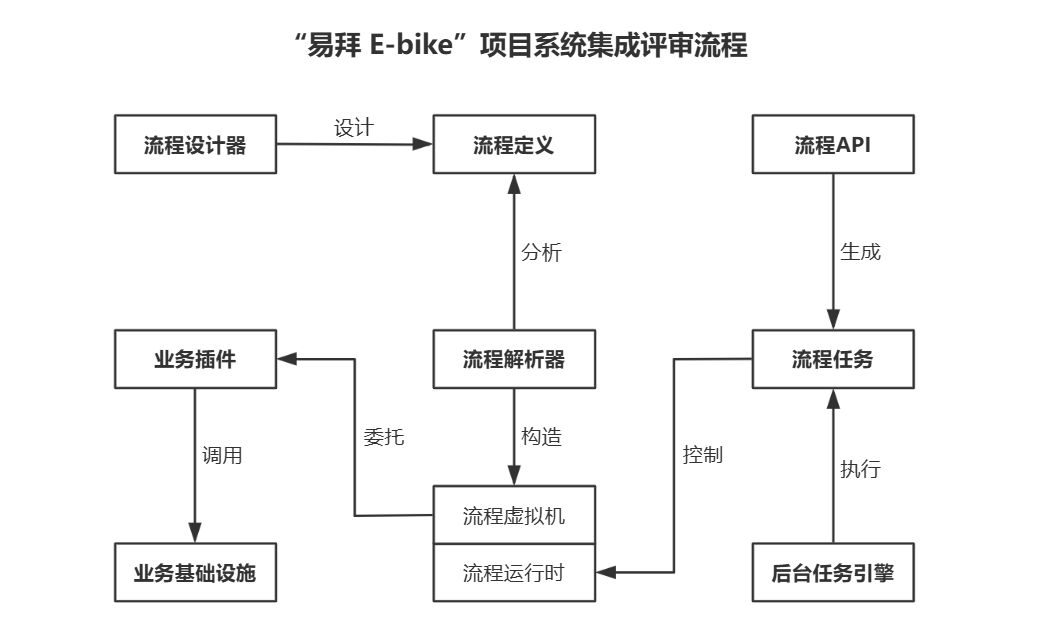 “易拜 E-bike”项目系统集成评审流程
流程设计器
设计
流程定义
流程API
分析
生成
业务插件
流程解析器
流程任务
委托
构造
调用
控制
执行
流程虚拟机
业务基础设施
流程运行时
后台任务引擎